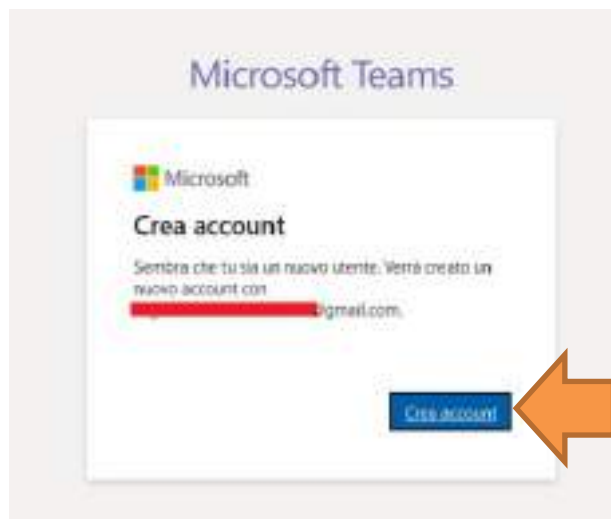 Microsoft Teams
Microsoft
Crea account
Sembra che tu sia un nuovo utente. Verrà creato un
nuovo account con
@gmail.com.
Crea account